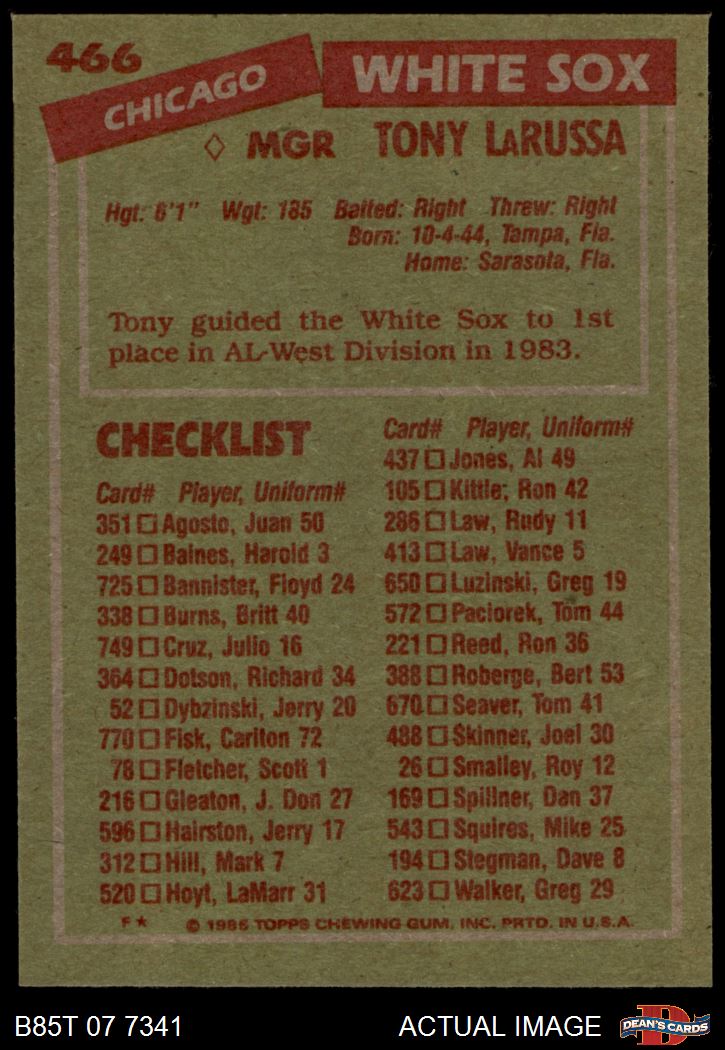 466
CHICAGO WHITE SOX
◇ MGR TONY LaRUSSA
Hgt: 6'1" Wgt: 185 Batted: Right Threw: Right
Born: 10-4-44, Tampa, Fla.
Home: Sarasota, Fla.
Tony guided the White Sox to 1st
place in AL-West Division in 1983.
CHECKLIST
Card# Player, Uniform#
351 □ Agosto, Juan 50
249 □ Baines, Harold 3
725 □ Bannister, Floyd 24
338 □ Burns, Britt 40
749 □ Cruz, Julio 16
364 □ Dotson, Richard 34
52 □ Dybzinski, Jerry 20
770 □ Fisk, Carlton 72
78 □ Fletcher, Scott 1
216 □ Gleaton, J. Don 27
596 □ Hairston, Jerry 17
312 □ Hill, Mark 7
520 □ Hoyt, LaMarr 31
Card# Player, Uniform#
437 □ Jones, Al 49
105 □ Kittle, Ron 42
286 □ Law, Rudy 11
413 □ Law, Vance 5
650 □ Luzinski, Greg 19
572 □ Paciorek, Tom 44
221 □ Reed, Ron 36
388 □ Roberge, Bert 53
670 □ Seaver, Tom 41
488 □ Skinner, Joel 30
26 □ Smalley, Roy 12
169 □ Spillner, Dan 37
543 □ Squires, Mike 25
194 □ Stegman, Dave 8
623 □ Walker, Greg 29
F★ © 1985 TOPPS CHEWING GUM, INC. PRTD. IN U.S.A.
B85T 07 7341 ACTUAL IMAGE
D
DEAN'S CARDS